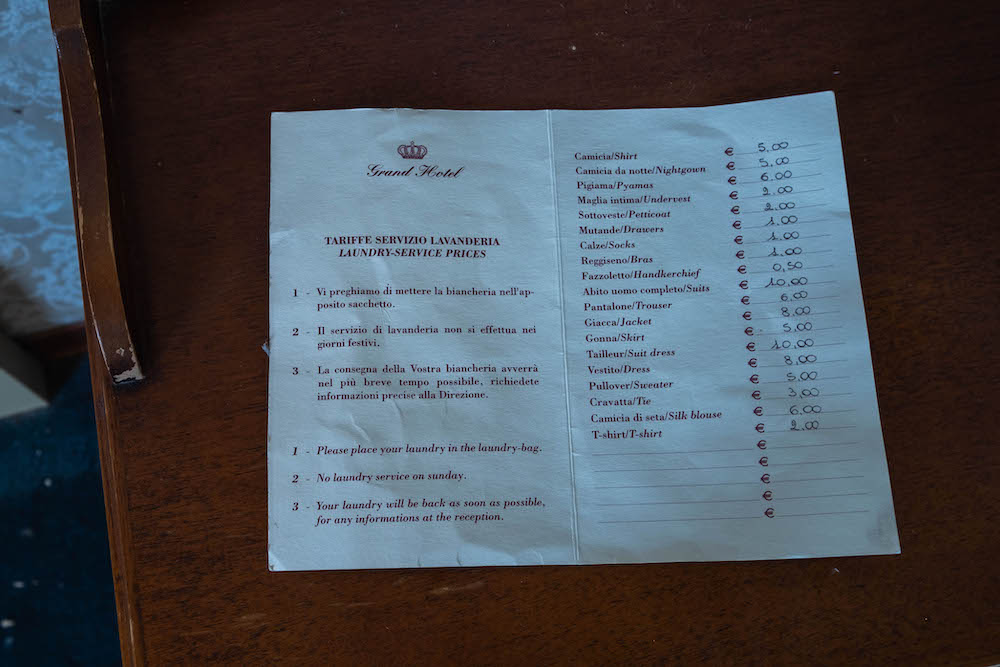 Grand Hotel
TARIFFE SERVIZIO LAVANDERIA
LAUNDRY-SERVICE PRICES
1 - Vi preghiamo di mettere la biancheria nell'ap-
posito sacchetto.
2 - Il servizio di lavanderia non si effettua nei
giorni festivi.
3 - La consegna della Vostra biancheria avverrà
nel più breve tempo possibile, richiedete
informazioni precise alla Direzione.
1 - Please place your laundry in the laundry-bag.
2 - No laundry service on sunday.
3 - Your laundry will be back as soon as possible,
for any informations at the reception.
Camicia/Shirt € 5,00
Camicia da notte/Nightgown € 5,00
Pigiama/Pyamas € 6,00
Maglia intima/Undervest € 2,00
Sottoveste/Petticoat € 2,00
Mutande/Drawers € 1,00
Calze/Socks € 1,00
Reggiseno/Bras € 1,00
Fazzoletto/Handkerchief € 0,50
Abito uomo completo/Suits € 10,00
Pantalone/Trouser € 6,00
Giacca/Jacket € 8,00
Gonna/Skirt € 5,00
Tailleur/Suit dress € 10,00
Vestito/Dress € 8,00
Pullover/Sweater € 5,00
Cravatta/Tie € 3,00
Camicia di seta/Silk blouse € 6,00
T-shirt/T-shirt € 2,00
€
€
€
€
€